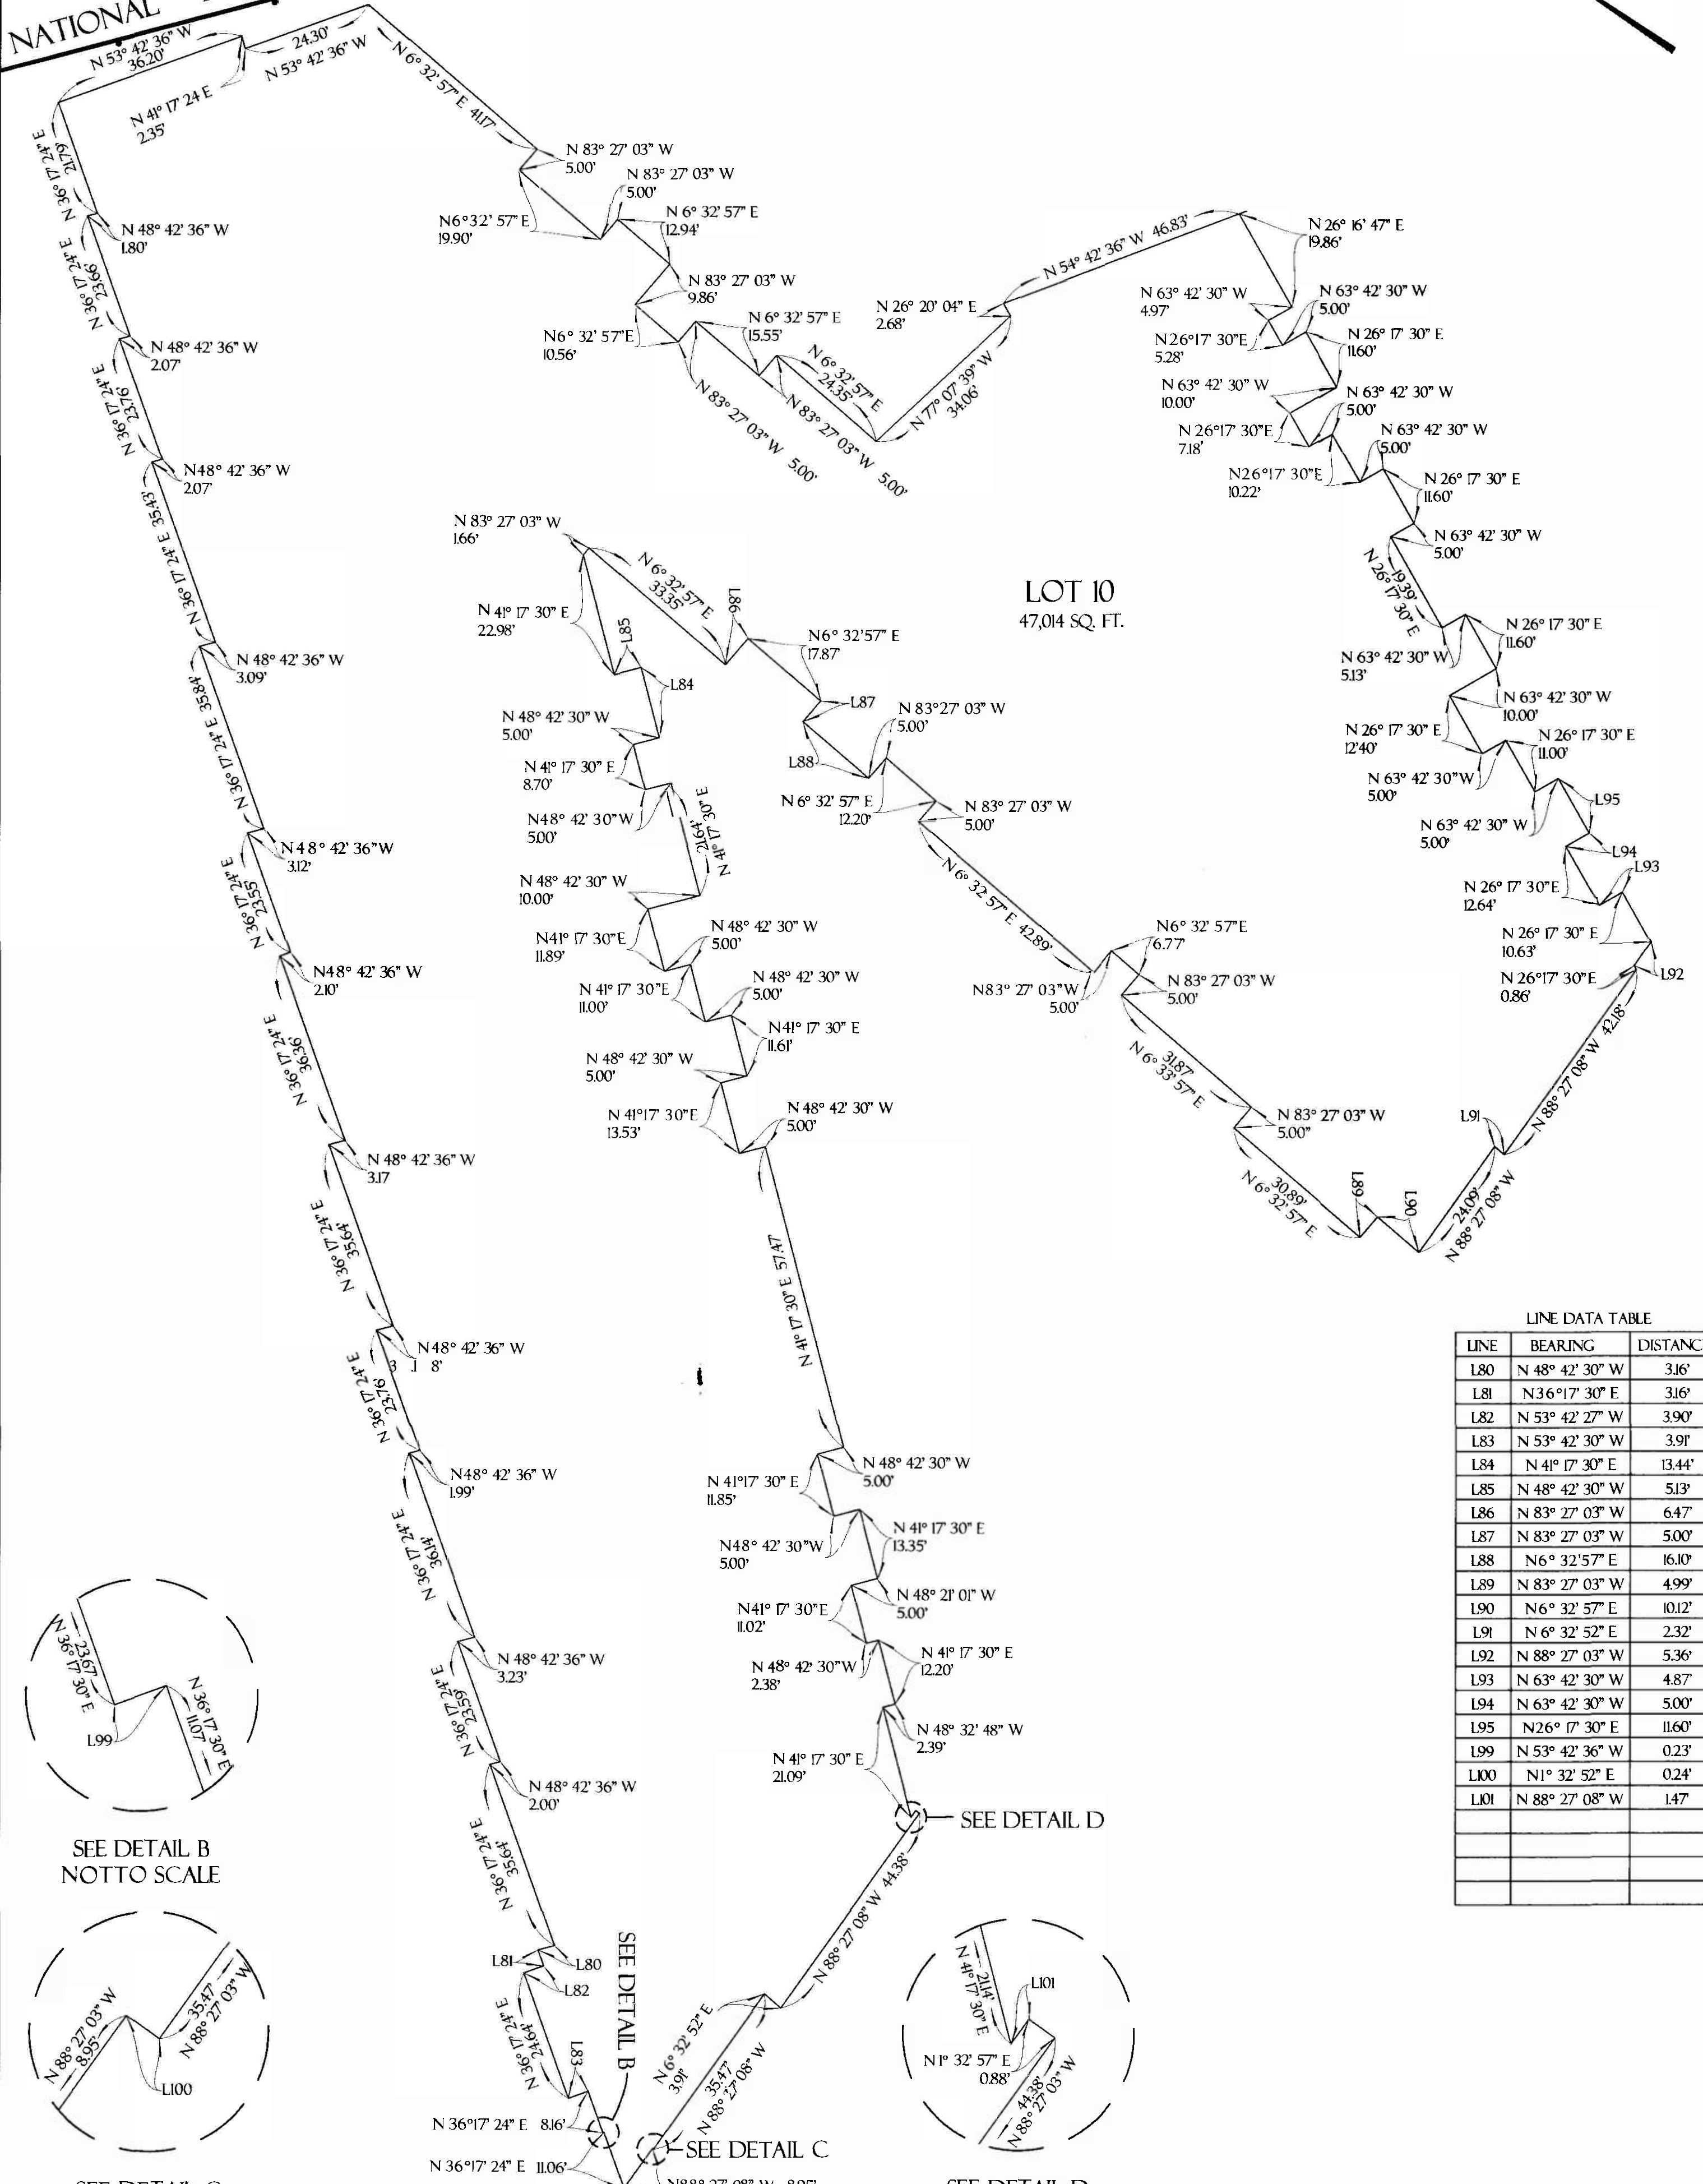 NATIONAL
N 53° 42' 36" W
36.20'
24.30'
N 53° 42' 36" W
N 41° 17' 24 E
2.35'
N 6° 32' 57" E 41.17'
N 36° 17' 24" E
21.79'
N 48° 42' 36" W
1.80'
N 36° 17' 24" E
23.66'
N 48° 42' 36" W
2.07'
N 36° 17' 24" E
23.76'
N 48° 42' 36" W
2.07'
N 36° 17' 24" E 35.43'
N 48° 42' 36" W
3.09'
N 36° 17' 24" E 35.84'
N 48° 42' 36" W
3.12'
N 36° 17' 24" E
23.55'
N 48° 42' 36" W
2.10'
N 36° 17' 24" E
36.36'
N 48° 42' 36" W
3.17
N 36° 17' 24" E
35.64'
N 48° 42' 36" W
3.18'
N 36° 17' 24" E
23.76'
N 48° 42' 36" W
1.99'
N 36° 17' 24" E
36.14'
N 48° 42' 36" W
3.23'
N 36° 17' 24" E
23.59'
N 48° 42' 36" W
2.00'
N 36° 17' 24" E
35.64'
L81
L80
L82
N 36° 17' 24" E
24.64'
L83
SEE DETAIL B
N 36° 17' 24" E 8.16'
N 36° 17' 24" E 11.06'
N 83° 27' 03" W
5.00'
N 83° 27' 03" W
5.00'
N6°32' 57" E
19.90'
N 6° 32' 57" E
12.94'
N 83° 27' 03" W
9.86'
N6° 32' 57"E
10.56'
N 6° 32' 57"E
15.55'
N 6° 32' 57" E
24.35'
N 83° 27' 03" W 5.00'
N 83° 27' 03" W 5.00'
N 77° 07' 39" W
34.06'
N 26° 20' 04" E
2.68'
N 54° 42' 36" W 46.83'
N 26° 16' 47" E
19.86'
N 63° 42' 30" W
4.97'
N 63° 42' 30" W
5.00'
N26°17' 30"E
5.28'
N 26° 17' 30" E
11.60'
N 63° 42' 30" W
10.00'
N 63° 42' 30" W
5.00'
N 26°17' 30"E
7.18'
N 63° 42' 30" W
5.00'
N26°17' 30"E
10.22'
N 26° 17' 30" E
11.60'
N 63° 42' 30" W
5.00'
19.39'
N 26° 17' 30" E
N 26° 17' 30" E
11.60'
N 63° 42' 30" W
5.13'
N 63° 42' 30" W
10.00'
N 26° 17' 30" E
12'40'
N 26° 17' 30" E
11.00'
N 63° 42' 30"W
5.00'
L95
N 63° 42' 30" W
5.00'
L94
L93
N 26° 17' 30"E
12.64'
N 26° 17' 30" E
10.63'
L92
N 26°17' 30"E
0.86'
N 88° 27' 08" W 42.18'
L91
24.09'
N 88° 27' 08" W
L90
L89
LOT 10
47,014 SQ. FT.
N 83° 27' 03" W
1.66'
N 6° 32' 57" E
33.35'
L86
N 41° 17' 30" E
22.98'
L85
L84
N6° 32'57" E
17.87'
L87
N 83°27' 03" W
5.00'
L88
N 6° 32' 57" E
12.20'
N 83° 27' 03" W
5.00'
N 6° 32' 57" E 42.89'
N6° 32' 57"E
6.77'
N83° 27' 03"W
5.00'
N 83° 27' 03" W
5.00'
31.87'
N 6° 33' 57" E
N 83° 27' 03" W
5.00"
30.89'
N 6° 32' 57" E
N 48° 42' 30" W
5.00'
N 41° 17' 30" E
8.70'
N48° 42' 30"W
5.00'
21.64'
N 41° 17' 30" E
N 48° 42' 30" W
10.00'
N 48° 42' 30" W
5.00'
N41° 17' 30"E
11.89'
N 48° 42' 30" W
5.00'
N 41° 17' 30"E
11.00'
N41° 17' 30" E
11.61'
N 48° 42' 30" W
5.00'
N 48° 42' 30" W
5.00'
N 41°17' 30"E
13.53'
N 41° 17' 30" E 57.47
N 48° 42' 30" W
5.00'
N 41°17' 30" E
11.85'
N 41° 17' 30" E
13.35'
N48° 42' 30"W
5.00'
N 48° 21' 01" W
5.00'
N41° 17' 30"E
11.02'
N 41° 17' 30" E
12.20'
N 48° 42' 30"W
2.38'
N 48° 32' 48" W
2.39'
N 41° 17' 30" E
21.09'
SEE DETAIL D
N 88° 27' 08" W 44.38'
N 6° 32' 52" E
3.91'
35.47'
N 88° 27' 08" W
SEE DETAIL C
N88° 27' 08" W 8.95'
LINE DATA TABLE
LINE BEARING DISTANC
L80 N 48° 42' 30" W 3.16'
L81 N36°17' 30" E 3.16'
L82 N 53° 42' 27" W 3.90'
L83 N 53° 42' 30" W 3.91'
L84 N 41° 17' 30" E 13.44'
L85 N 48° 42' 30" W 5.13'
L86 N 83° 27' 03" W 6.47'
L87 N 83° 27' 03" W 5.00'
L88 N6° 32'57" E 16.10'
L89 N 83° 27' 03" W 4.99'
L90 N6° 32' 57" E 10.12'
L91 N 6° 32' 52" E 2.32'
L92 N 88° 27' 03" W 5.36'
L93 N 63° 42' 30" W 4.87'
L94 N 63° 42' 30" W 5.00'
L95 N26° 17' 30" E 11.60'
L99 N 53° 42' 36" W 0.23'
L100 N1° 32' 52" E 0.24'
L101 N 88° 27' 08" W 1.47'
23.67'
N 36° 17' 30" E
N 36° 17' 30" E
11.07'
L99
SEE DETAIL B
NOTTO SCALE
N 88° 27' 03" W
8.95'
35.47'
N 88° 27' 03" W
L100
SEE DETAIL C
21.14'
N 41° 17' 30" E
L101
N 1° 32' 57" E
0.88'
44.38'
N 88° 27' 03" W
SEE DETAIL D